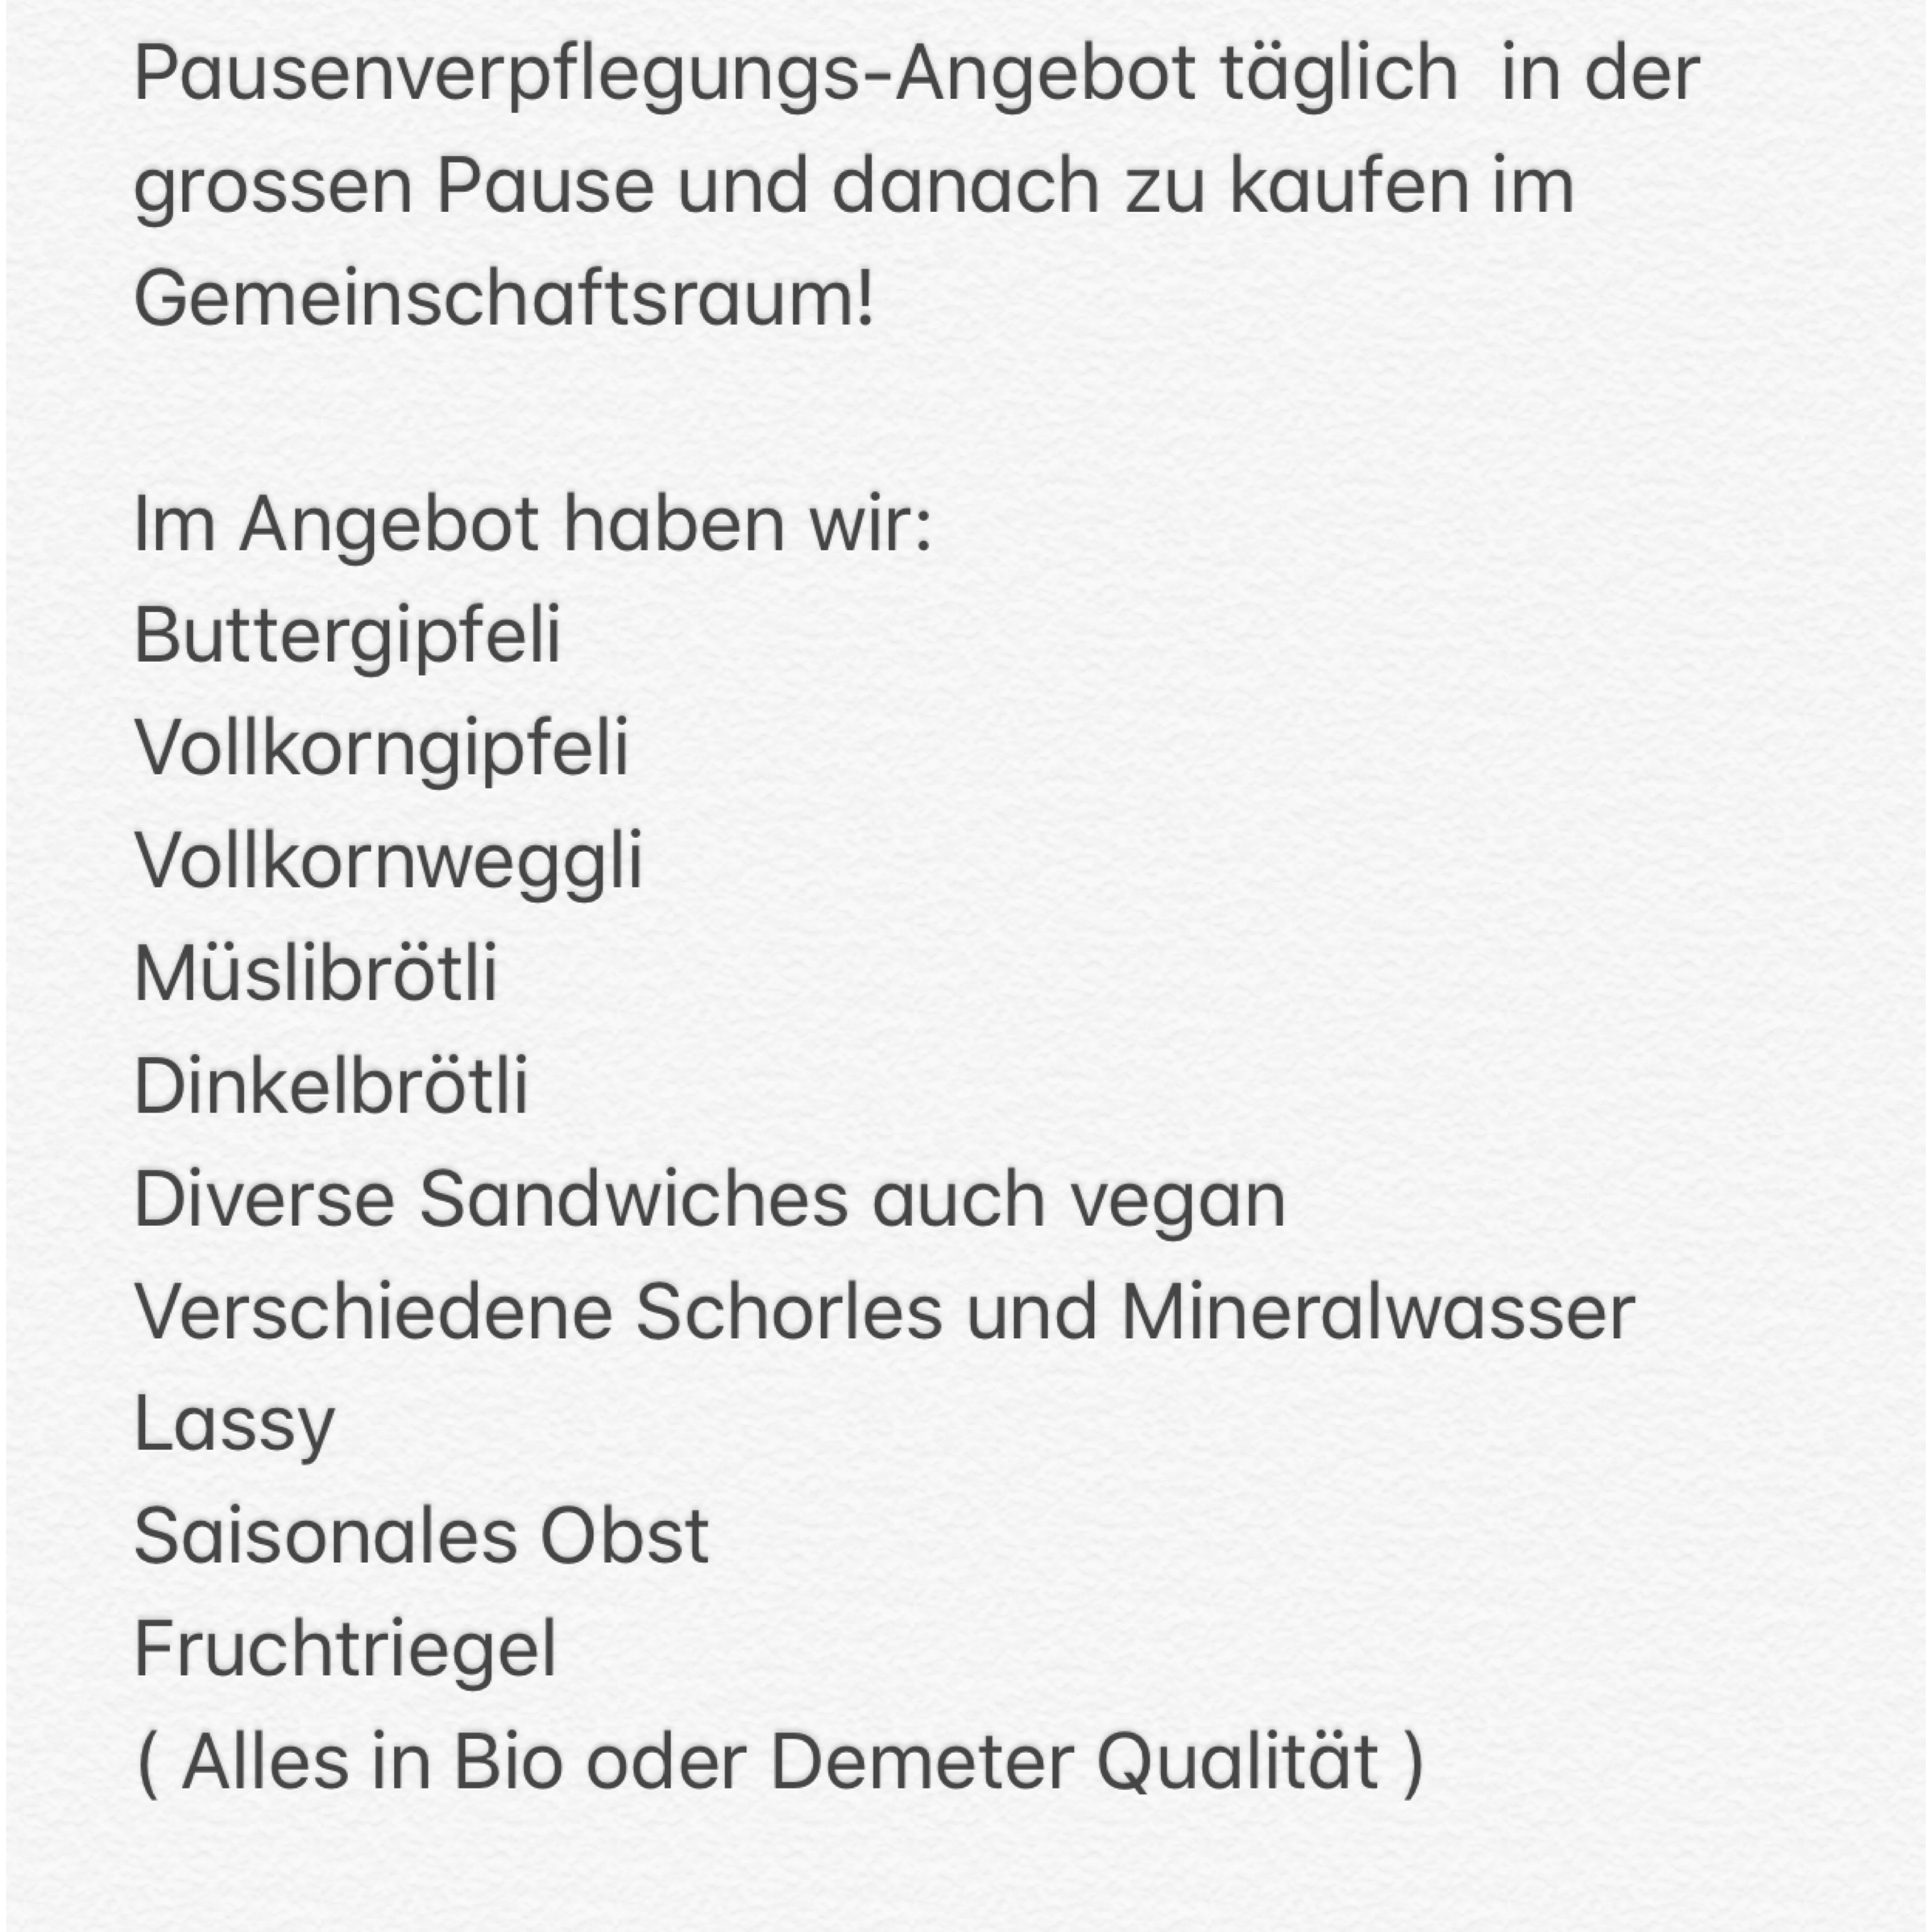 Pausenverpflegungs-Angebot täglich  in der
grossen Pause und danach zu kaufen im
Gemeinschaftsraum!
Im Angebot haben wir:
Buttergipfeli
Vollkorngipfeli
Vollkornweggli
Müslibrötli
Dinkelbrötli
Diverse Sandwiches auch vegan
Verschiedene Schorles und Mineralwasser
Lassy
Saisonales Obst
Fruchtriegel
( Alles in Bio oder Demeter Qualität )